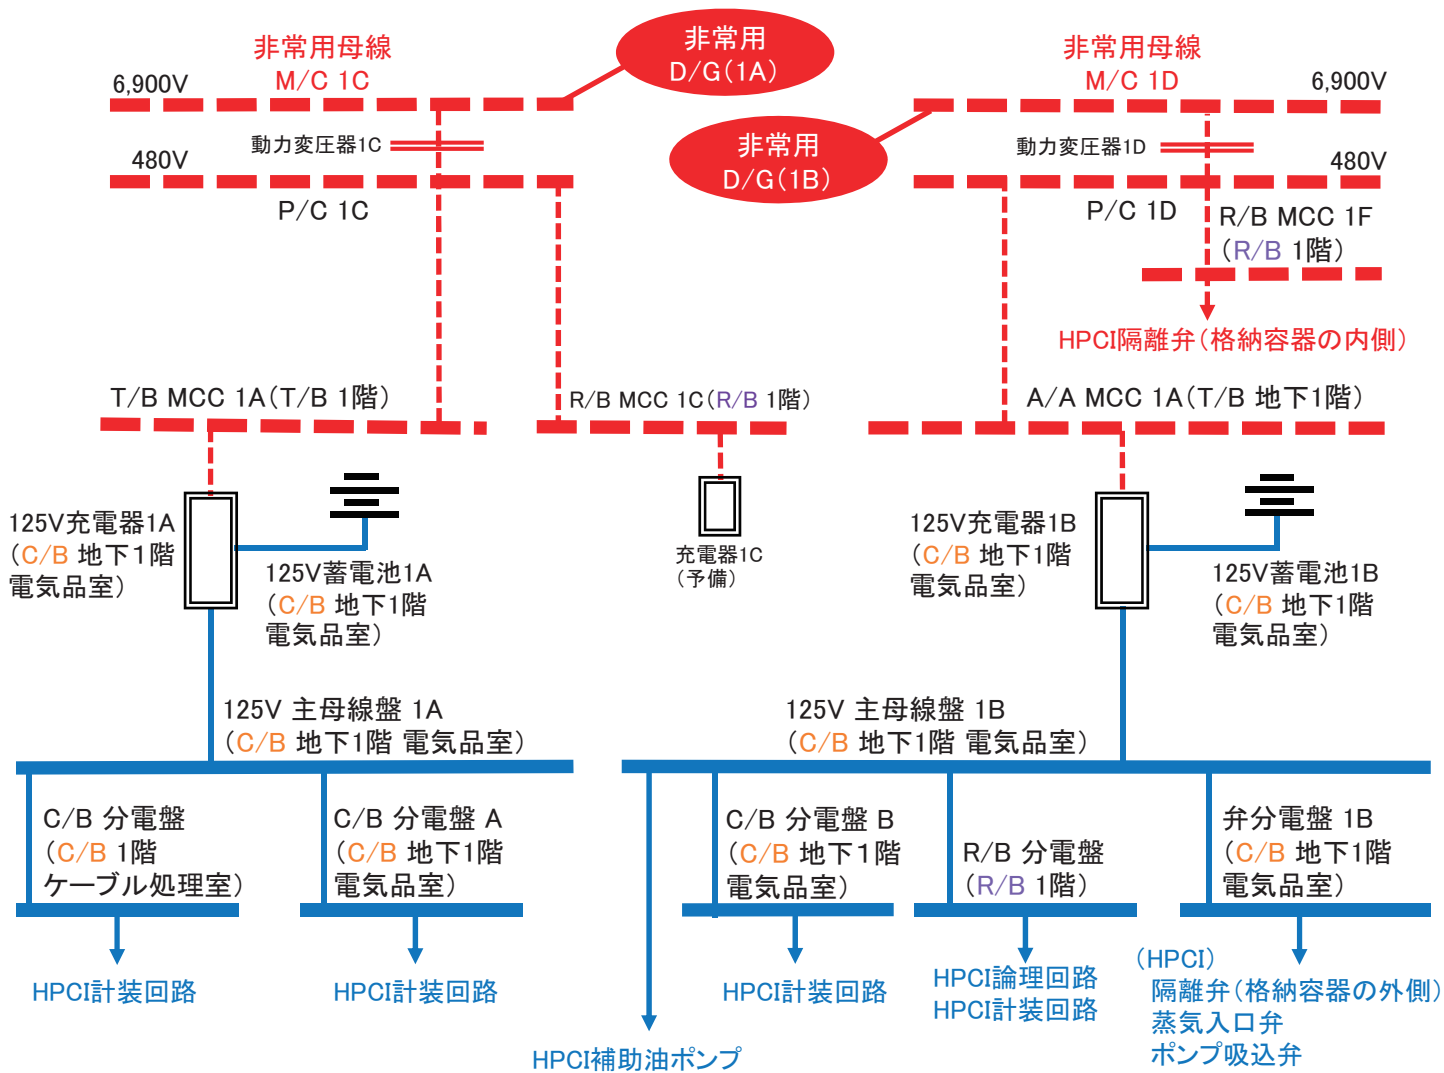 非常用母線
M/C 1C
6,900V
非常用
D/G(1A)
動力変圧器1C
480V
P/C 1C
非常用母線
M/C 1D
6,900V
非常用
D/G(1B)
動力変圧器1D
480V
P/C 1D
R/B MCC 1F
(R/B 1階)
HPCI隔離弁(格納容器の内側)
T/B MCC 1A(T/B 1階)
R/B MCC 1C(R/B 1階)
A/A MCC 1A(T/B 地下1階)
125V充電器1A
(C/B 地下1階
電気品室)
125V蓄電池1A
(C/B 地下1階
電気品室)
充電器1C
(予備)
125V充電器1B
(C/B 地下1階
電気品室)
125V蓄電池1B
(C/B 地下1階
電気品室)
125V 主母線盤 1A
(C/B 地下1階 電気品室)
125V 主母線盤 1B
(C/B 地下1階 電気品室)
C/B 分電盤
(C/B 1階
ケーブル処理室)
C/B 分電盤 A
(C/B 地下1階
電気品室)
C/B 分電盤 B
(C/B 地下1階
電気品室)
R/B 分電盤
(R/B 1階)
弁分電盤 1B
(C/B 地下1階
電気品室)
HPCI計装回路
HPCI計装回路
HPCI補助油ポンプ
HPCI計装回路
HPCI論理回路
HPCI計装回路
(HPCI)
隔離弁(格納容器の外側)
蒸気入口弁
ポンプ吸込弁